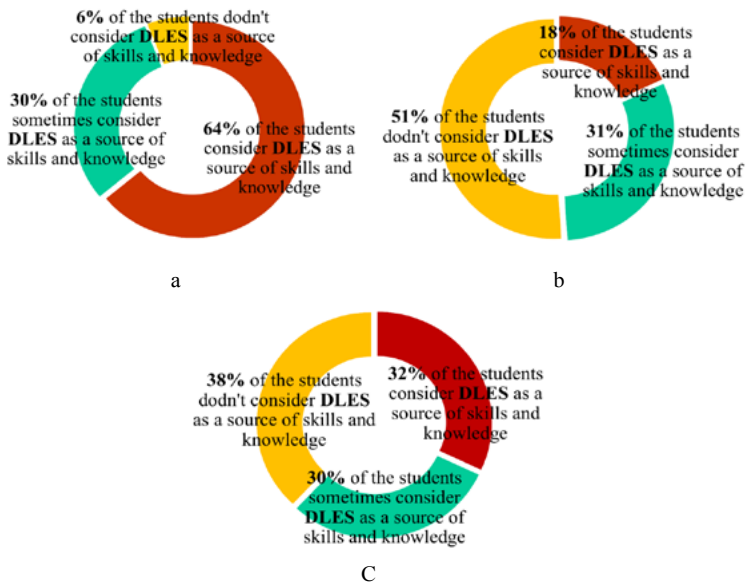 6% of the students dodn't
consider DLES as a source
of skills and knowledge
30% of the students
sometimes consider
DLES as a source of
skills and knowledge
64% of the students
consider DLES as a
source of skills and
knowledge
a
18% of the students
consider DLES as a
source of skills and
knowledge
51% of the students
dodn't consider DLES
as a source of skills
and knowledge
31% of the students
sometimes consider
DLES as a source of
skills and knowledge
b
38% of the students
dodn't consider DLES
as a source of skills and
knowledge
32% of the students
consider DLES as a
source of skills and
knowledge
30% of the students
sometimes consider
DLES as a source of
skills and knowledge
C